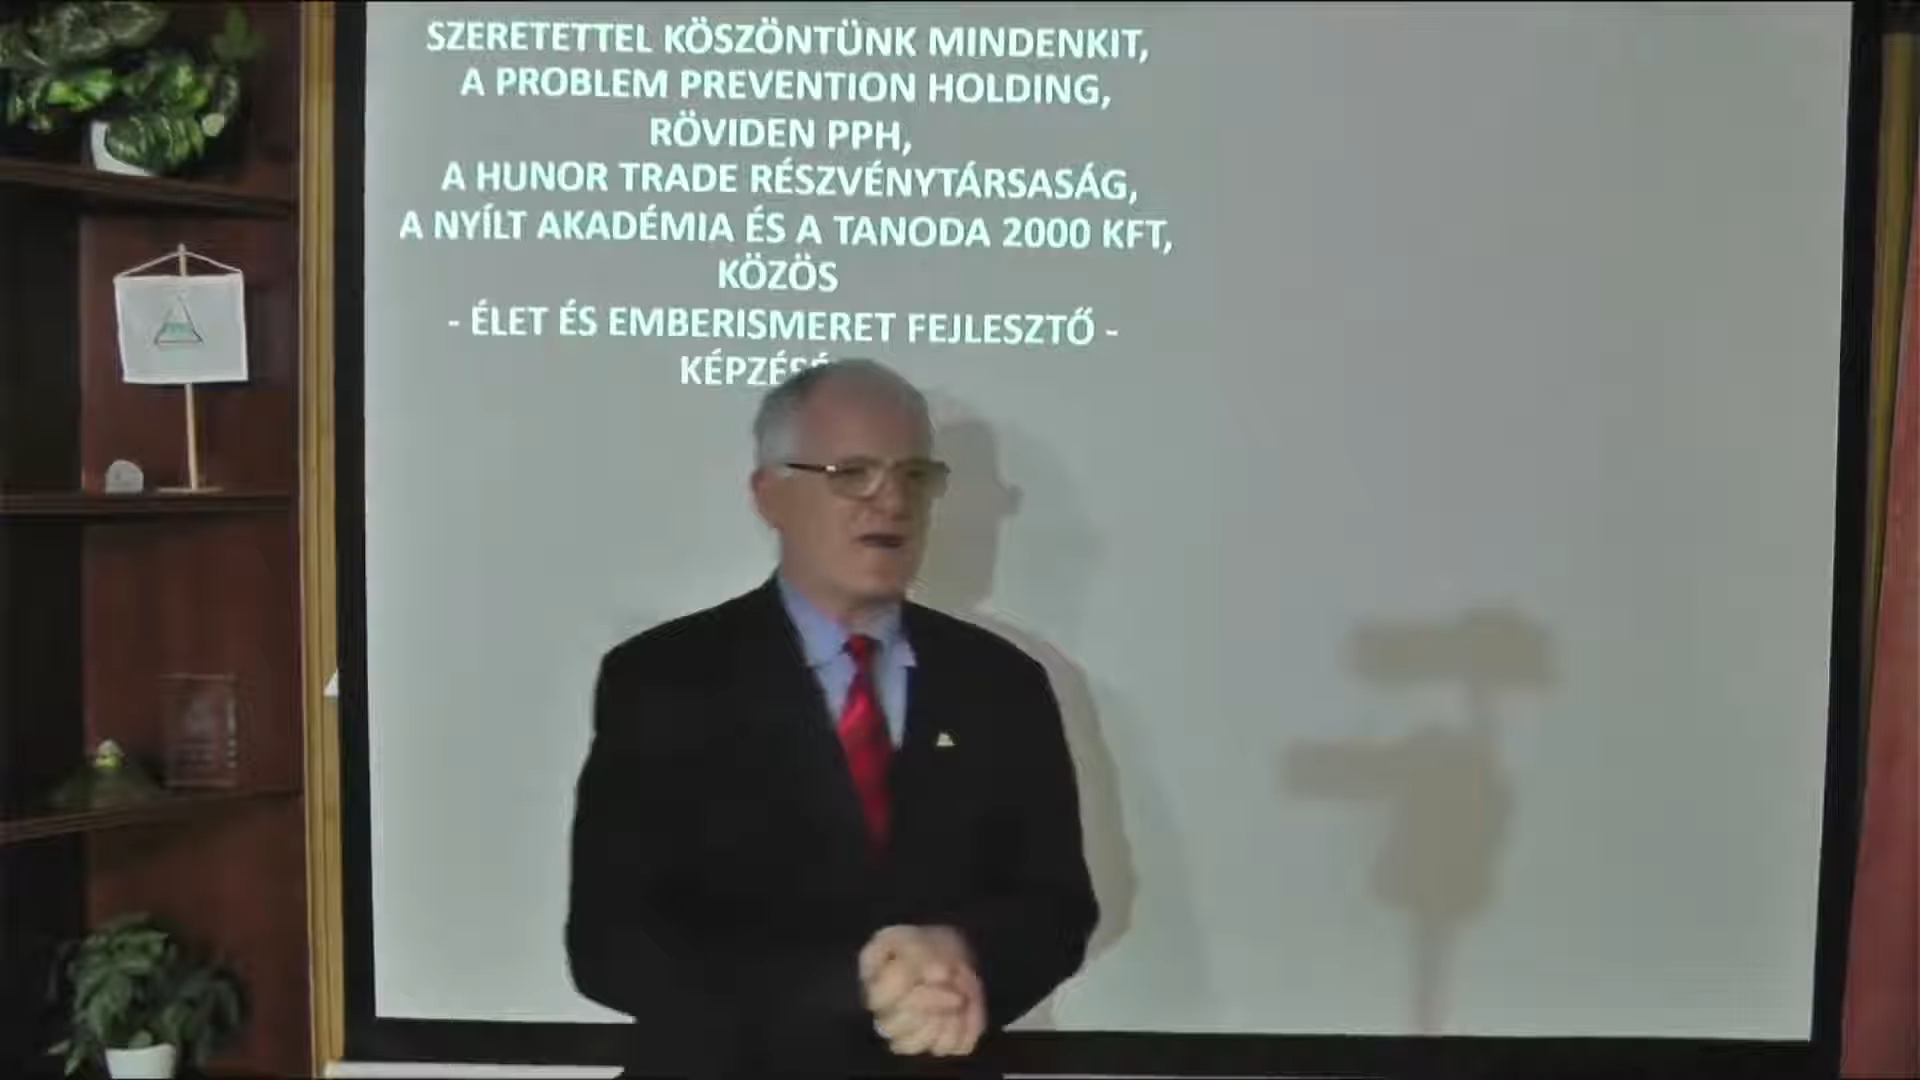 SZERETETTEL KÖSZÖNTÜNK MINDENKIT,
A PROBLEM PREVENTION HOLDING,
RÖVIDEN PPH,
A HUNOR TRADE RÉSZVÉNYTÁRSASÁG,
A NYÍLT AKADÉMIA ÉS A TANODA 2000 KFT,
KÖZÖS
- ÉLET ÉS EMBERISMERET FEJLESZTŐ -